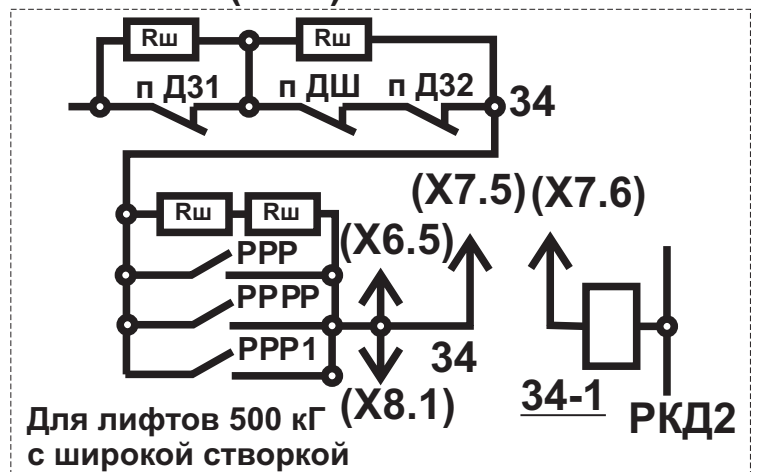 Rш Rш
п ДЗ1 п ДШ п ДЗ2 34
(X7.5) (X7.6)
Rш Rш (X6.5)
РРР
РРРР
РРР1 34
(X8.1) 34-1 РКД2
Для лифтов 500 кГ
с широкой створкой